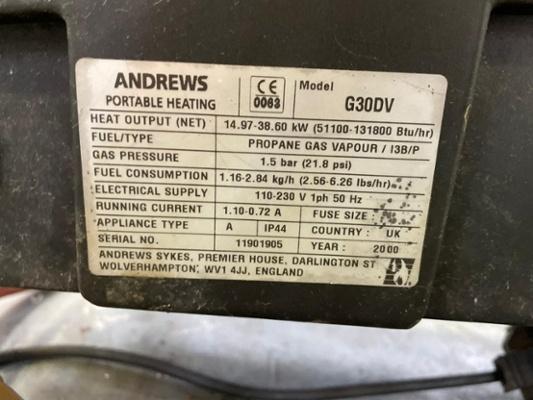 ANDREWS
PORTABLE HEATING
CE
0063
Model
G30DV
HEAT OUTPUT (NET) 14.97-38.60 kW (51100-131800 Btu/hr)
FUEL/TYPE PROPANE GAS VAPOUR / I3B/P
GAS PRESSURE 1.5 bar (21.8 psi)
FUEL CONSUMPTION 1.16-2.84 kg/h (2.56-6.26 lbs/hr)
ELECTRICAL SUPPLY 110-230 V 1ph 50 Hz
RUNNING CURRENT 1.10-0.72 A FUSE SIZE :
APPLIANCE TYPE A IP44 COUNTRY : UK
SERIAL NO. 11901905 YEAR : 2000
ANDREWS SYKES, PREMIER HOUSE, DARLINGTON ST
WOLVERHAMPTON, WV1 4JJ, ENGLAND